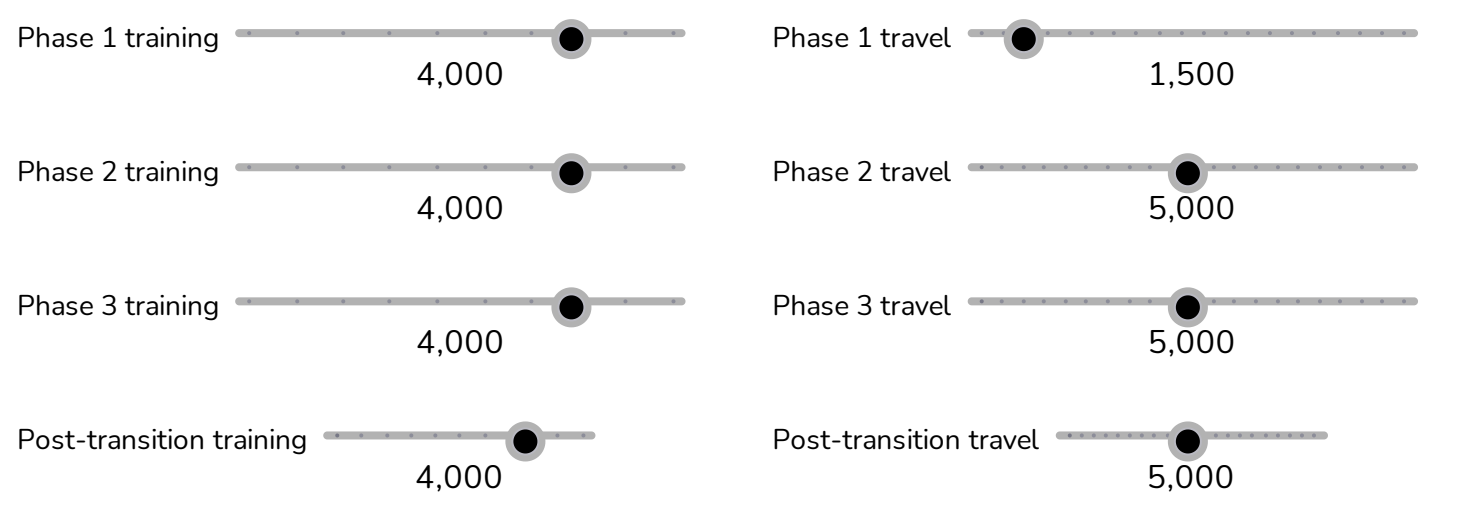 Phase 1 training
4,000
Phase 1 travel
1,500
Phase 2 training
4,000
Phase 2 travel
5,000
Phase 3 training
4,000
Phase 3 travel
5,000
Post-transition training
4,000
Post-transition travel
5,000